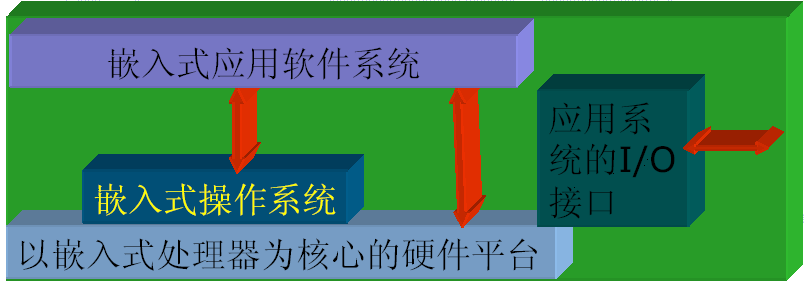 嵌入式应用软件系统
应用系
统的I/O
接口
嵌入式操作系统
以嵌入式处理器为核心的硬件平台